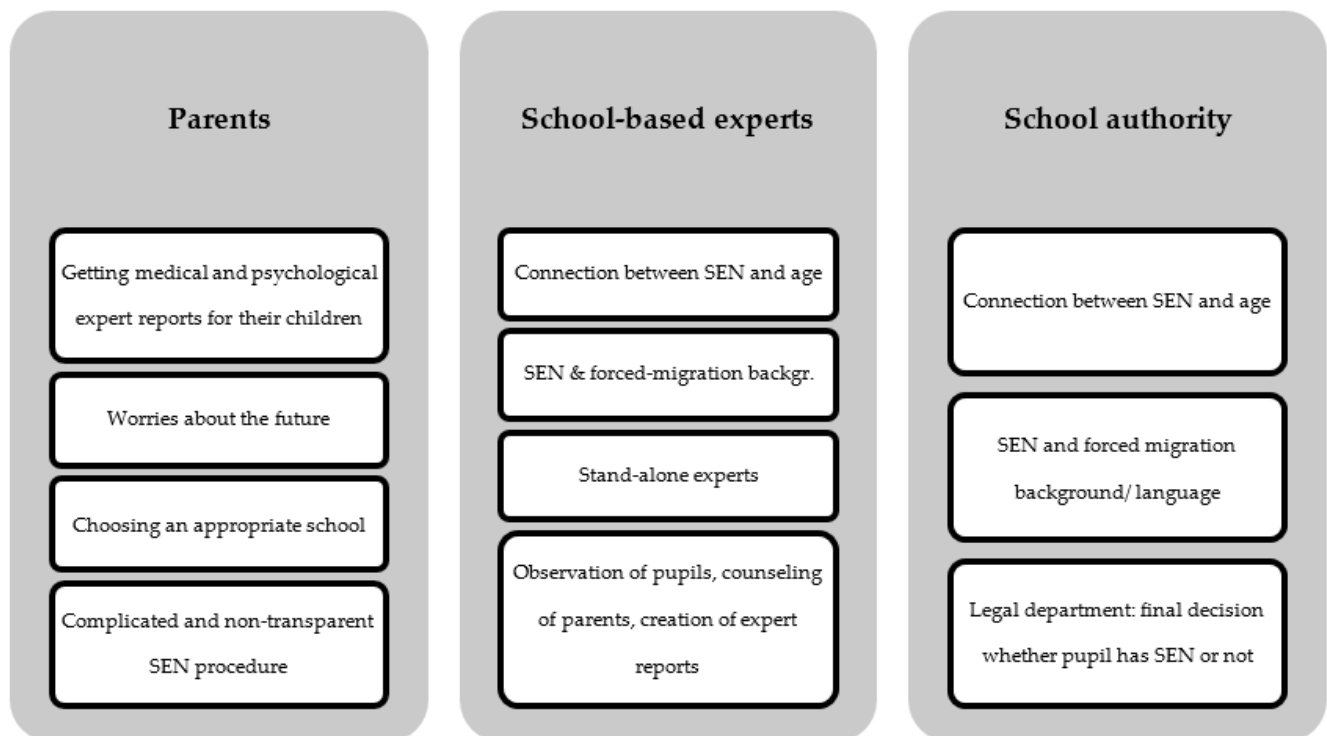 Parents
Getting medical and psychological
expert reports for their children
Worries about the future
Choosing an appropriate school
Complicated and non-transparent
SEN procedure
School-based experts
Connection between SEN and age
SEN & forced-migration backgr.
Stand-alone experts
Observation of pupils, counseling
of parents, creation of expert
reports
School authority
Connection between SEN and age
SEN and forced migration
background/ language
Legal department: final decision
whether pupil has SEN or not